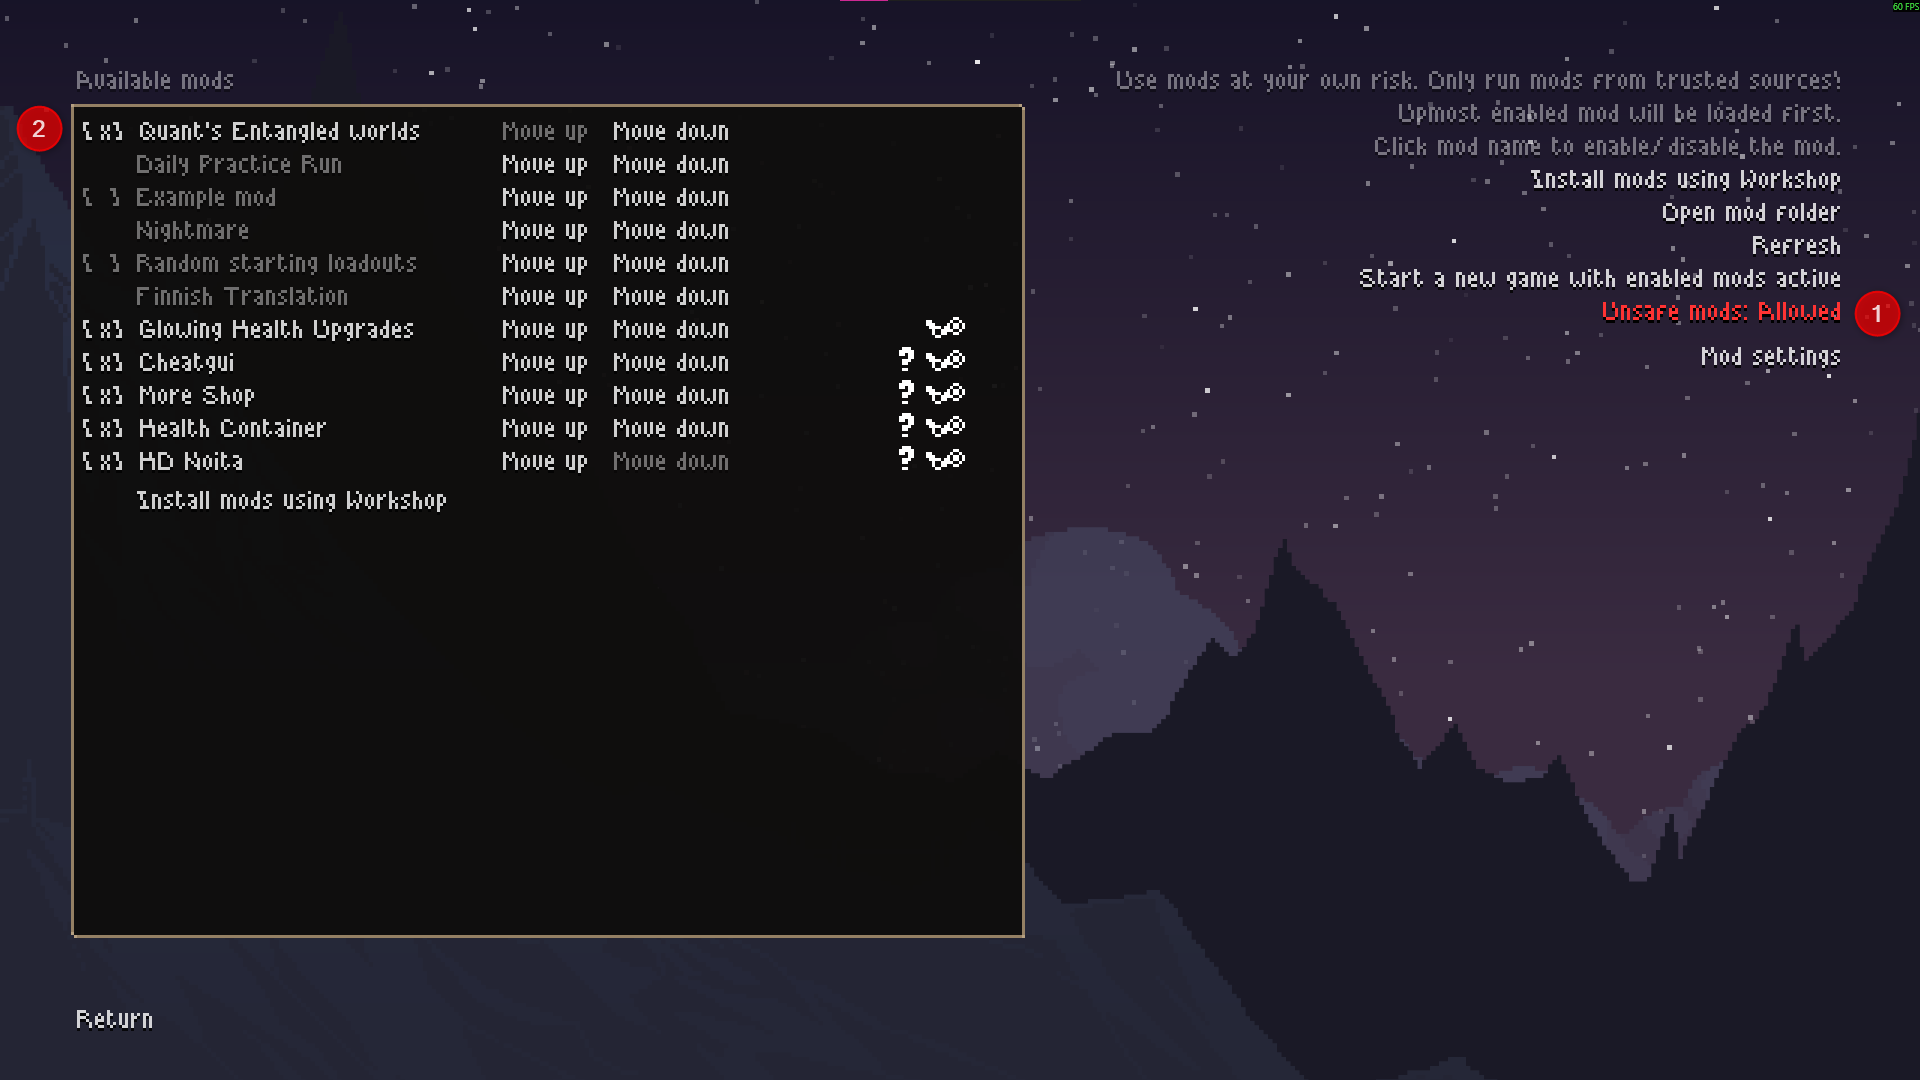 60 FPS
Available mods
Use mods at your own risk. Only run mods from trusted sources!
Upmost enabled mod will be loaded first.
Click mod name to enable/disable the mod.
Install mods using Workshop
Open mod folder
Refresh
Start a new game with enabled mods active
Unsafe mods: Allowed
1
Mod settings
2
[x] Quant's Entangled worlds Move up Move down
Daily Practice Run Move up Move down
[ ] Example mod Move up Move down
Nightmare Move up Move down
[ ] Random starting loadouts Move up Move down
Finnish Translation Move up Move down
[x] Glowing Health Upgrades Move up Move down
[x] Cheatgui Move up Move down ?
[x] More Shop Move up Move down ?
[x] Health Container Move up Move down ?
[x] HD Noita Move up Move down ?
Install mods using Workshop
Return